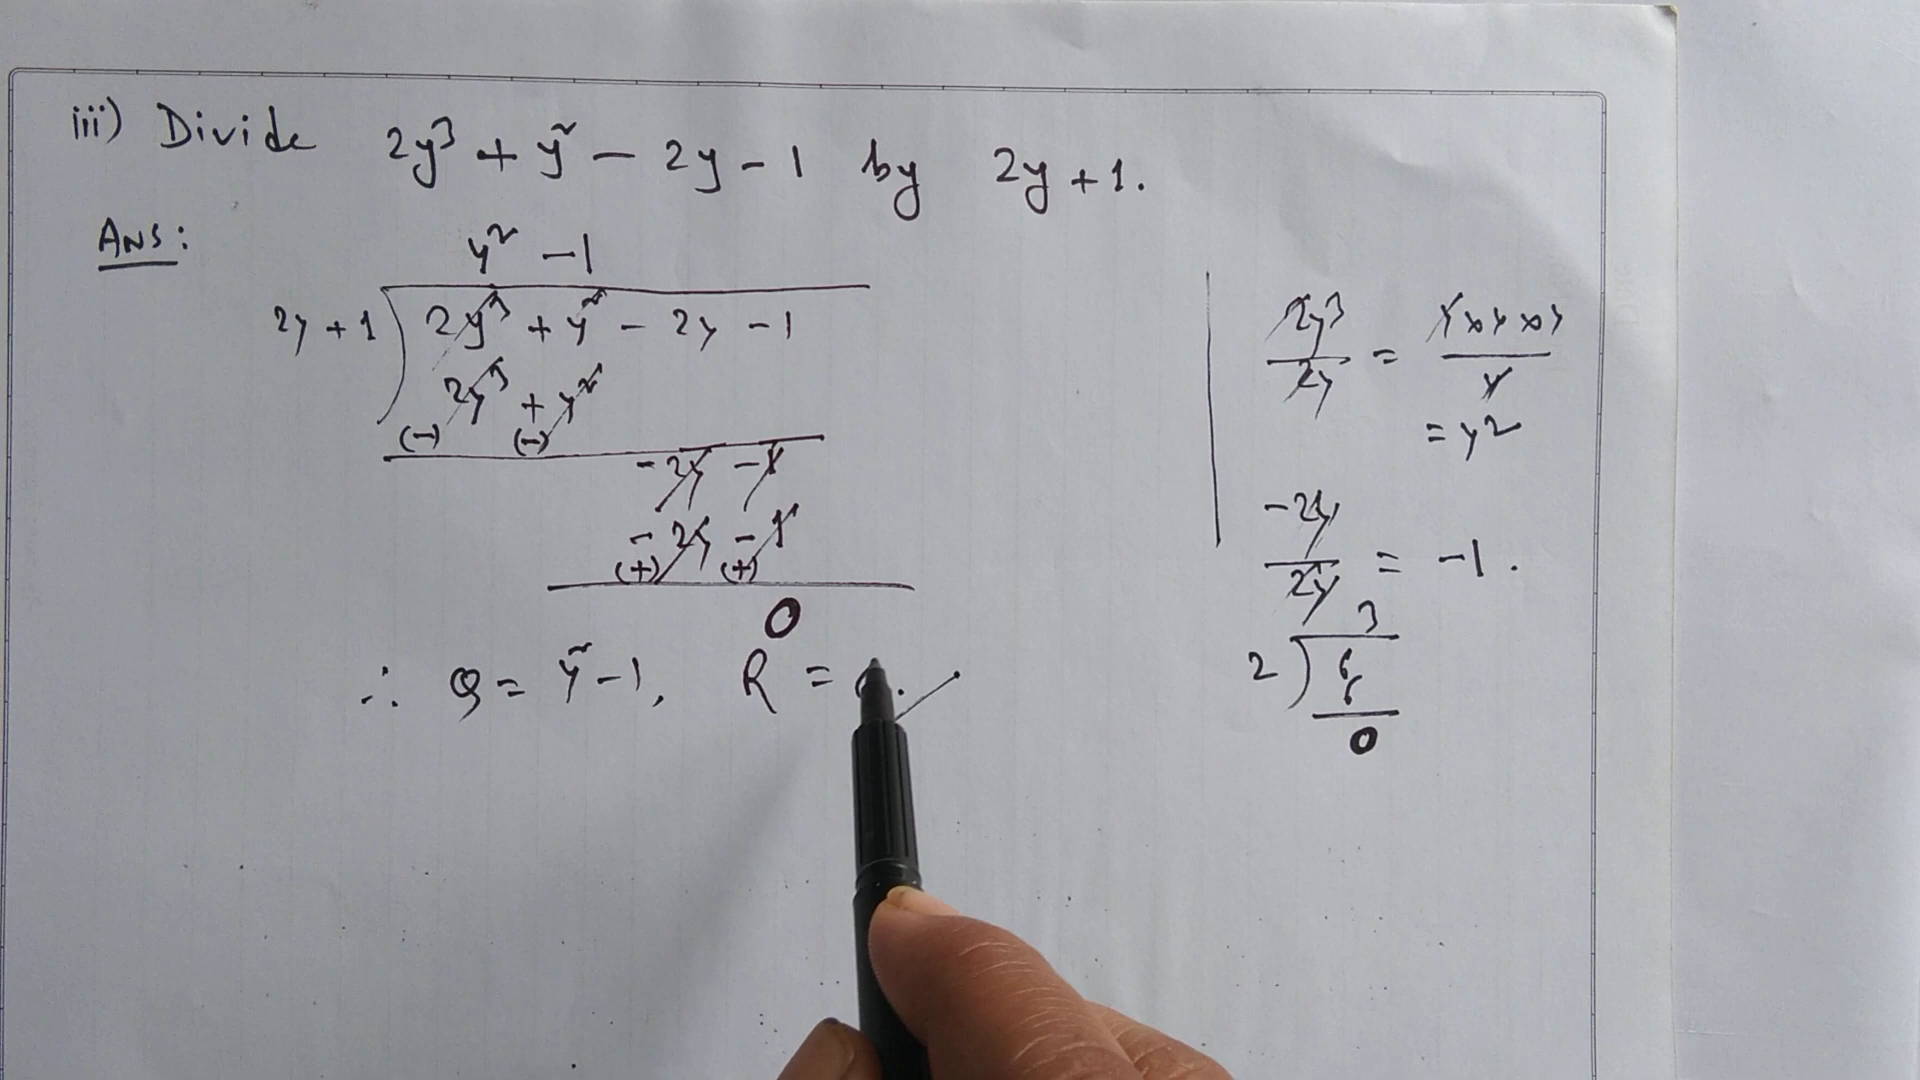 iii) Divide 2y³ + y² - 2y - 1 by 2y + 1.
Ans:
y² - 1
2y + 1 ) 2y³ + y² - 2y - 1
2y³ + y²
(-) (-)
- 2y - 1
- 2y - 1
(+) (+)
0
∴ Q = y² - 1, R =
2y³ / 2y = y × y × y / y
= y²
-2y / 2y = -1.
3
2 ) 6
6
0